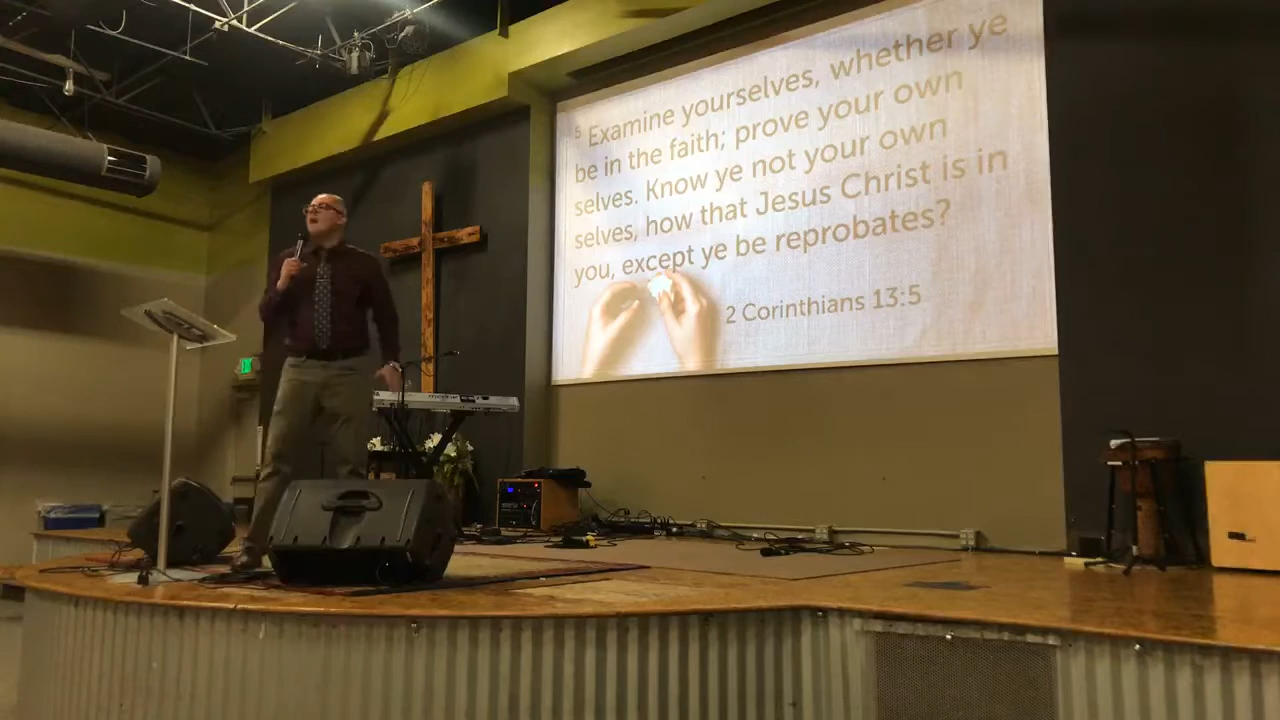 5 Examine yourselves, whether ye
be in the faith; prove your own
selves. Know ye not your own
selves, how that Jesus Christ is in
you, except ye be reprobates?
2 Corinthians 13:5